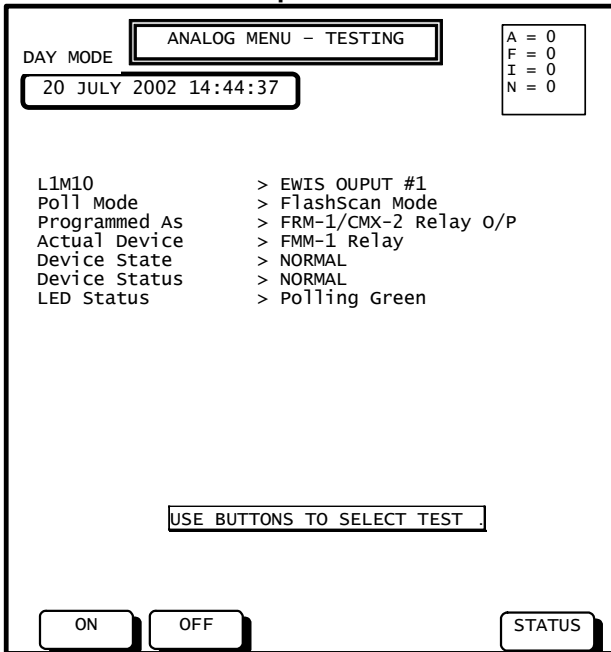 ANALOG MENU – TESTING
DAY MODE
20 JULY 2002 14:44:37
A = 0
F = 0
I = 0
N = 0
L1M10 > EWIS OUPUT #1
Poll Mode > FlashScan Mode
Programmed As > FRM-1/CMX-2 Relay O/P
Actual Device > FMM-1 Relay
Device State > NORMAL
Device Status > NORMAL
LED Status > Polling Green
USE BUTTONS TO SELECT TEST .
ON OFF STATUS